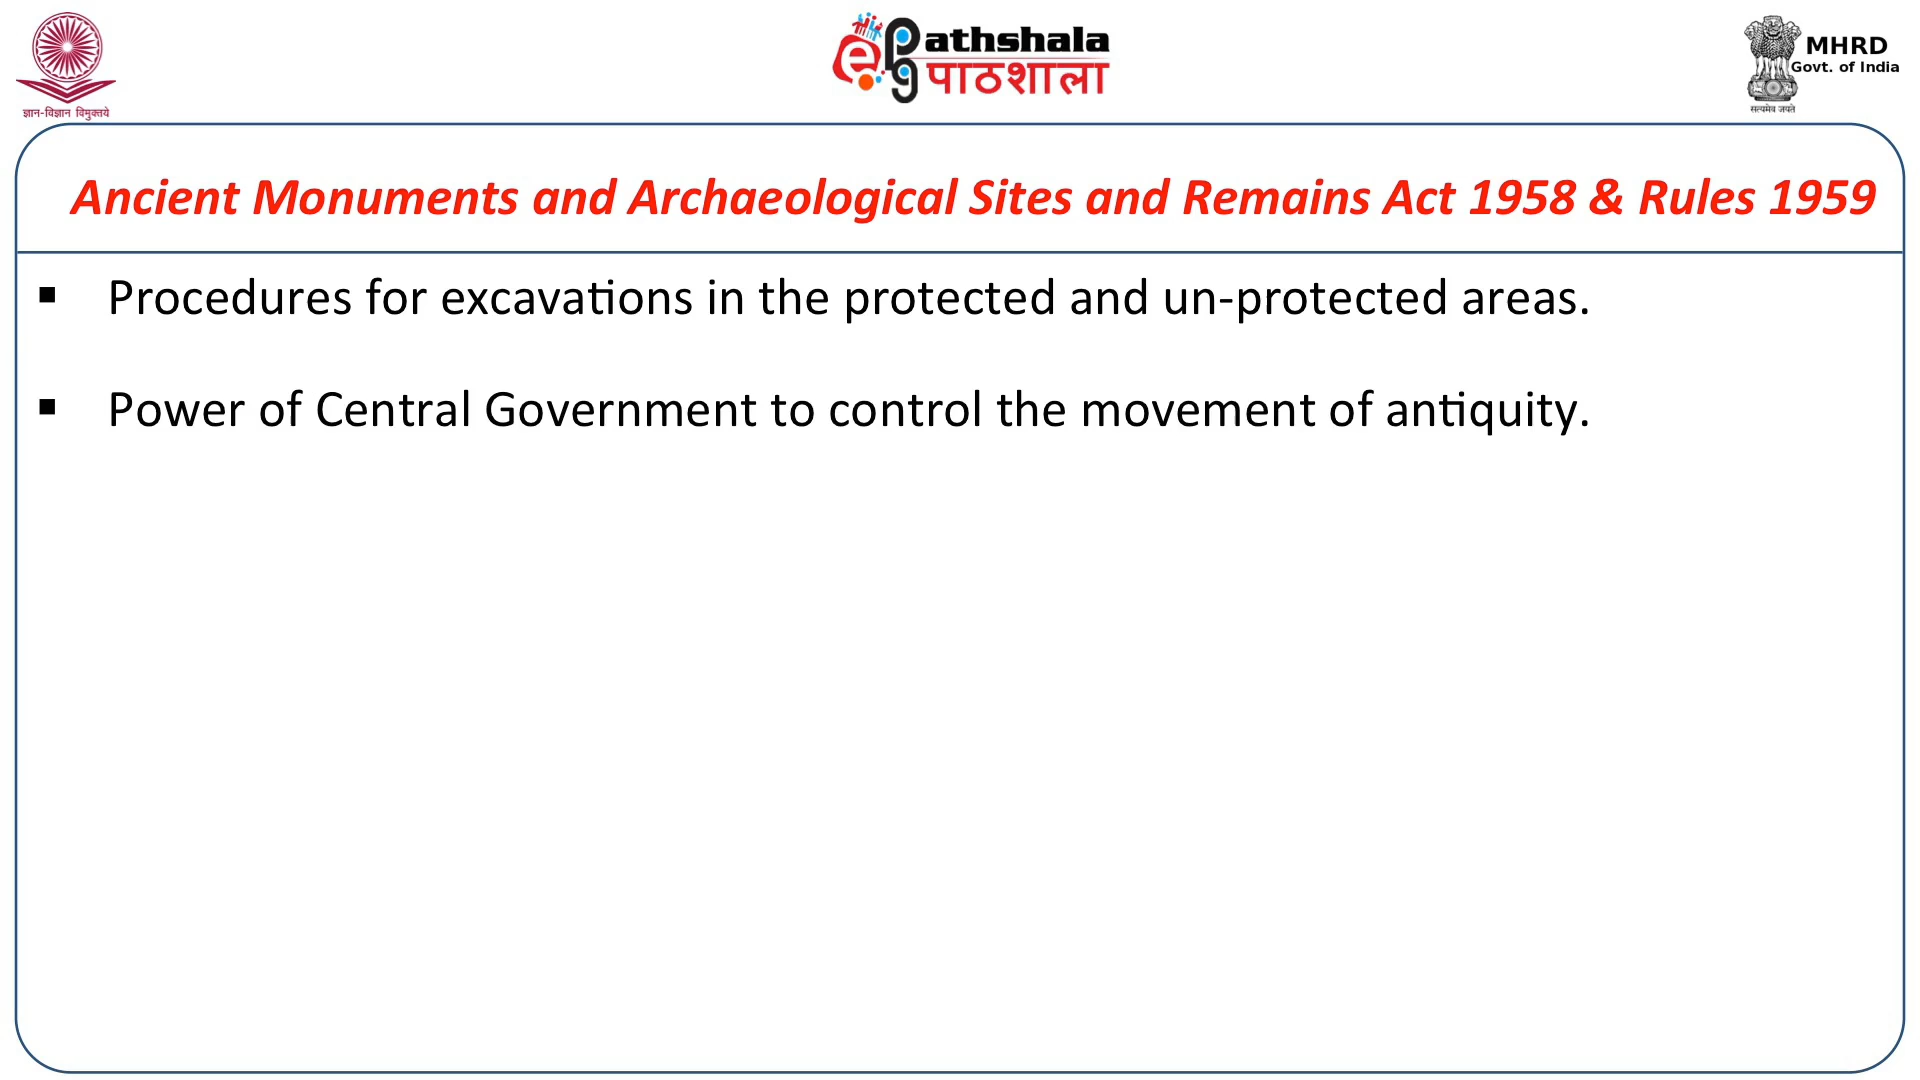 ज्ञान-विज्ञान विमुक्तये
e Pg Pathshala
पाठशाला
MHRD
Govt. of India
सत्यमेव जयते
Ancient Monuments and Archaeological Sites and Remains Act 1958 & Rules 1959
▪ Procedures for excavations in the protected and un-protected areas.
▪ Power of Central Government to control the movement of antiquity.